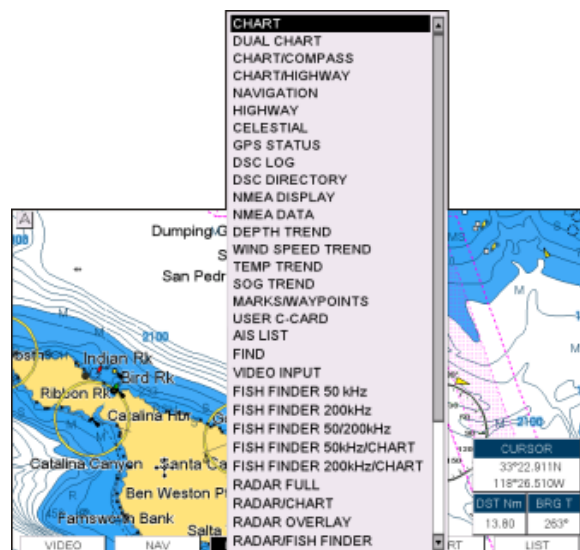 CHART
DUAL CHART
CHART/COMPASS
CHART/HIGHWAY
NAVIGATION
HIGHWAY
CELESTIAL
GPS STATUS
DSC LOG
DSC DIRECTORY
NMEA DISPLAY
NMEA DATA
DEPTH TREND
WIND SPEED TREND
TEMP TREND
SOG TREND
MARKS/WAYPOINTS
USER C-CARD
AIS LIST
FIND
VIDEO INPUT
FISH FINDER 50 kHz
FISH FINDER 200kHz
FISH FINDER 50/200kHz
FISH FINDER 50kHz/CHART
FISH FINDER 200kHz/CHART
RADAR FULL
RADAR/CHART
RADAR OVERLAY
RADAR/FISH FINDER
A
Dumping
San Pedr
M
2100
Indian Rk
Bird Rk
Ribbon Rk
Catalina Hbr
Catalina Canyon
Santa Ca
Ben Weston P
Farnsworth Bank
Salta
M
2100
CURSOR
33°22.911N
118°26.510W
DST Nm
BRG T
13.80
263°
VIDEO
NAV
RT
LIST